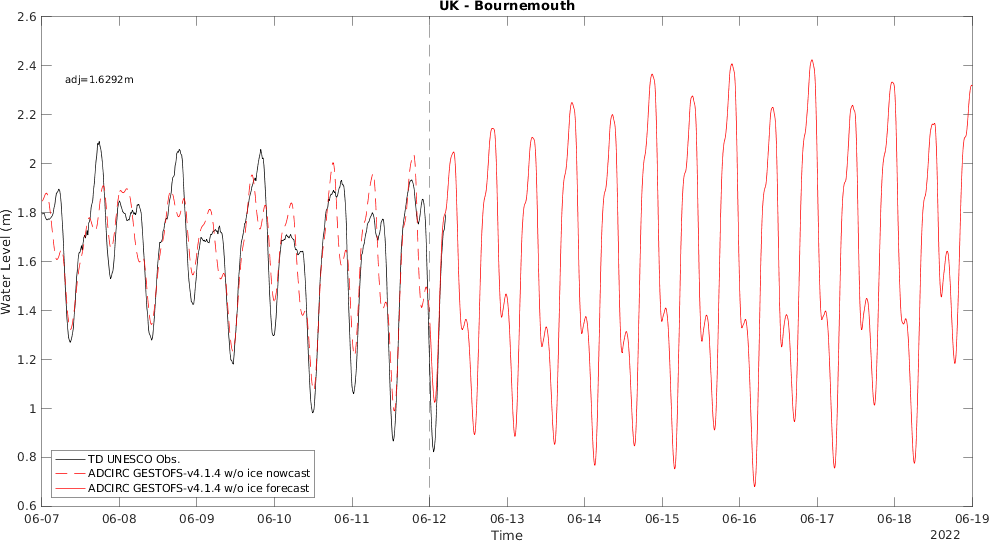 UK - Bournemouth
2.6
2.4
adj=1.6292m
2.2
2
1.8
Water Level (m)
1.6
1.4
1.2
1
0.8
0.6
TD UNESCO Obs.
ADCIRC GESTOFS-v4.1.4 w/o ice nowcast
ADCIRC GESTOFS-v4.1.4 w/o ice forecast
06-07 06-08 06-09 06-10 06-11 06-12 06-13 06-14 06-15 06-16 06-17 06-18 06-19
Time
2022